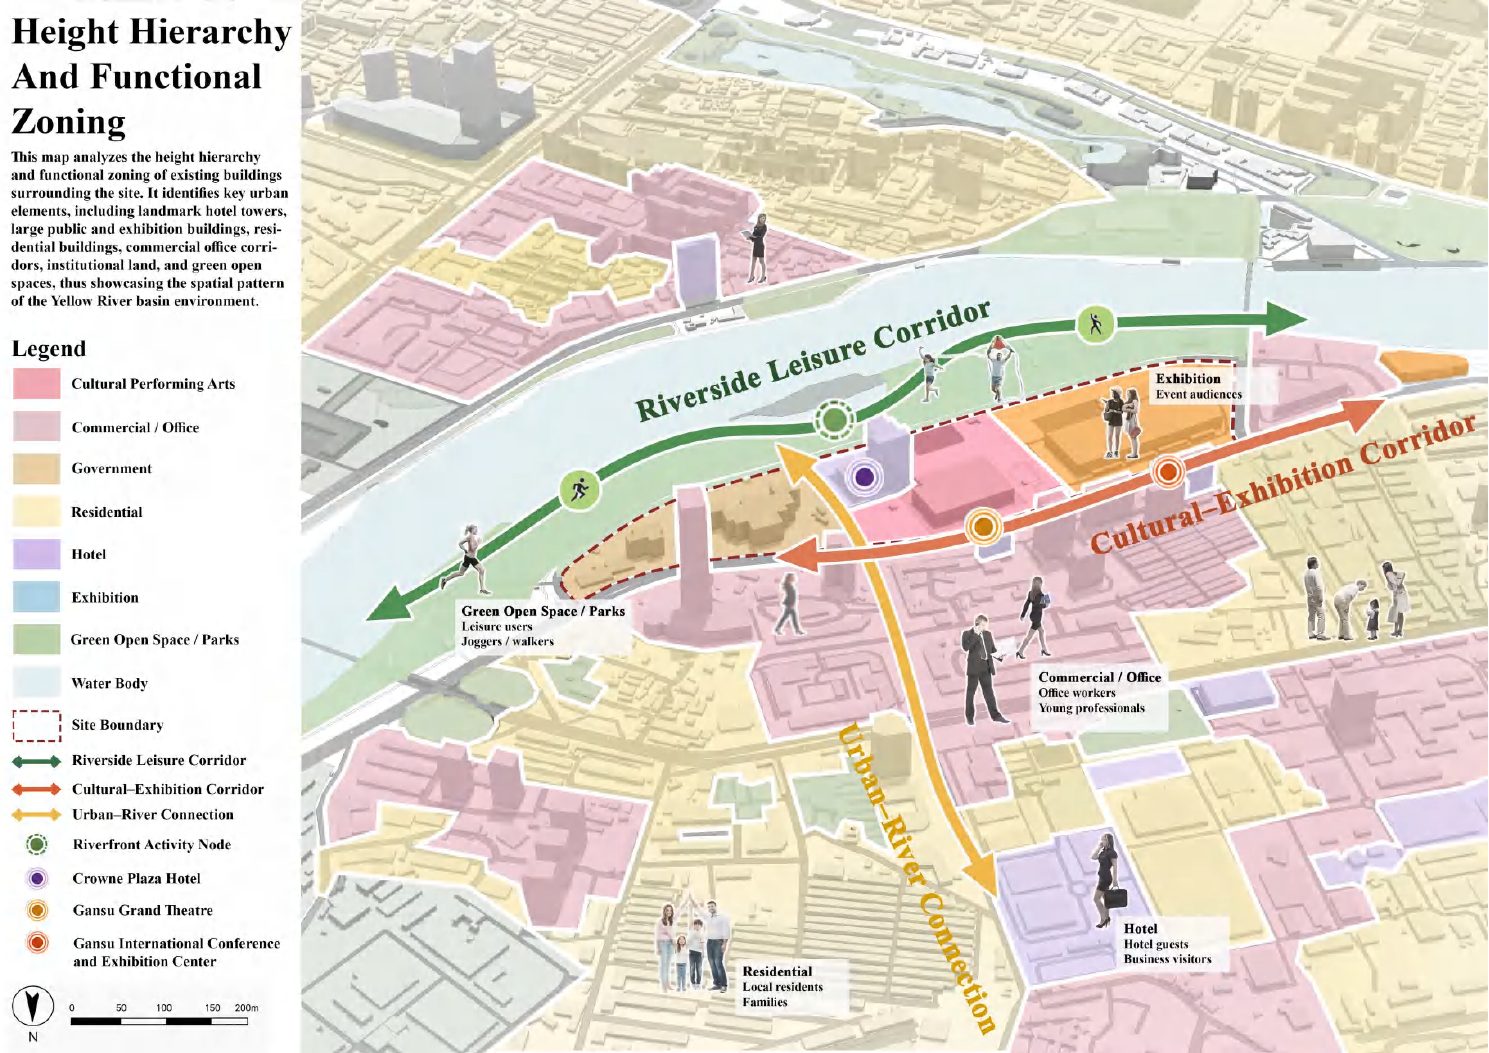 Height Hierarchy
And Functional
Zoning
This map analyzes the height hierarchy
and functional zoning of existing buildings
surrounding the site. It identifies key urban
elements, including landmark hotel towers,
large public and exhibition buildings, resi-
dential buildings, commercial office corri-
dors, institutional land, and green open
spaces, thus showcasing the spatial pattern
of the Yellow River basin environment.
Legend
Cultural Performing Arts
Commercial / Office
Government
Residential
Hotel
Exhibition
Green Open Space / Parks
Water Body
Site Boundary
Riverside Leisure Corridor
Cultural–Exhibition Corridor
Urban–River Connection
Riverfront Activity Node
Crowne Plaza Hotel
Gansu Grand Theatre
Gansu International Conference
and Exhibition Center
N
0 50 100 150 200m
Riverside Leisure Corridor
Exhibition
Event audiences
Cultural–Exhibition Corridor
Green Open Space / Parks
Leisure users
Joggers / walkers
Commercial / Office
Office workers
Young professionals
Urban–River Connection
Hotel
Hotel guests
Business visitors
Residential
Local residents
Families